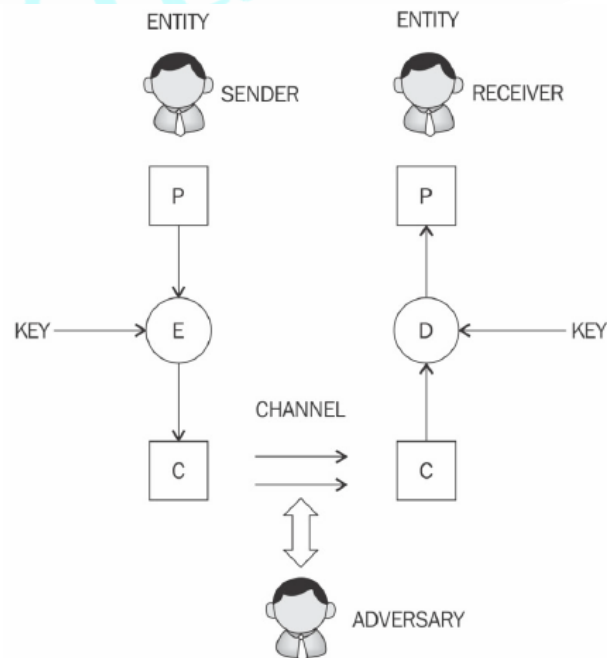 ENTITY ENTITY
SENDER RECEIVER
P P
KEY E D KEY
CHANNEL
C C
ADVERSARY